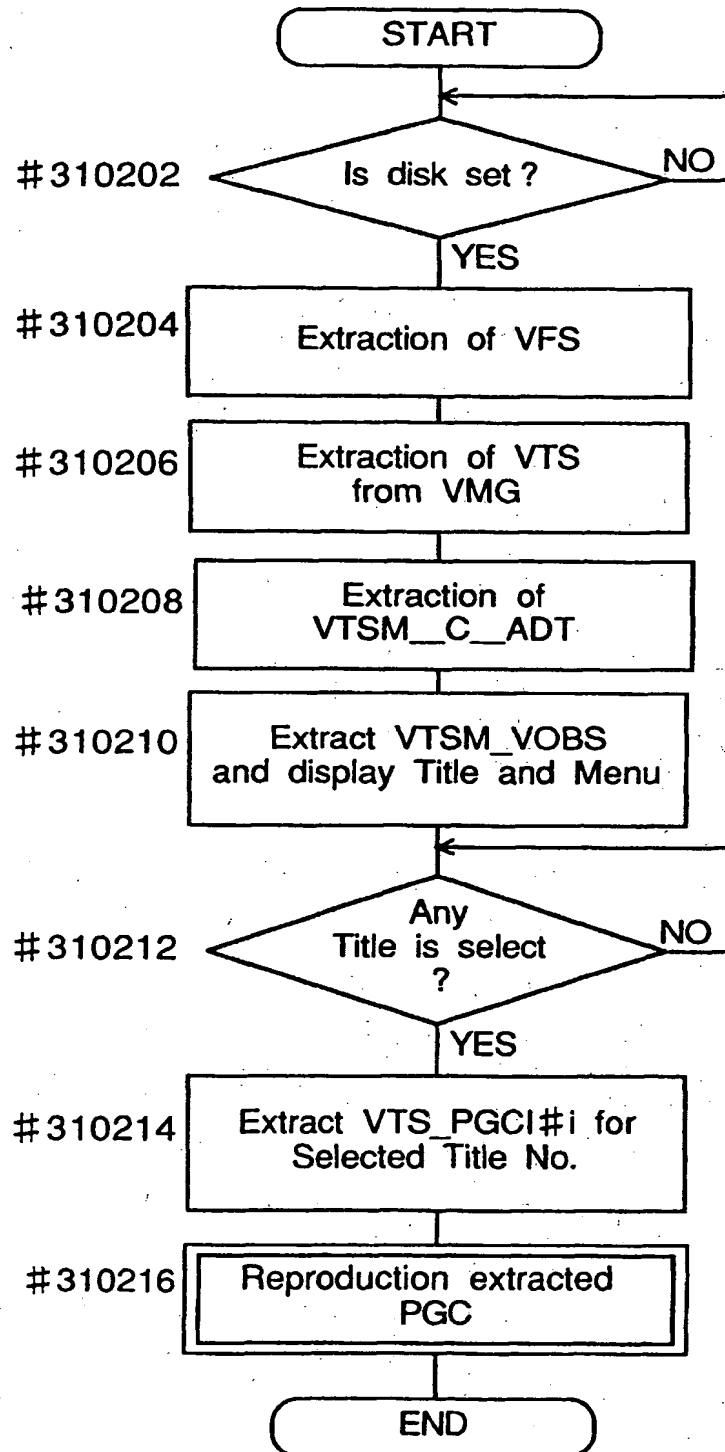 START
#310202
Is disk set ?
NO
YES
#310204
Extraction of VFS
#310206
Extraction of VTS
from VMG
#310208
Extraction of
VTSM__C__ADT
#310210
Extract VTSM_VOBS
and display Title and Menu
#310212
Any
Title is select
?
NO
YES
#310214
Extract VTS_PGCI#i for
Selected Title No.
#310216
Reproduction extracted
PGC
END